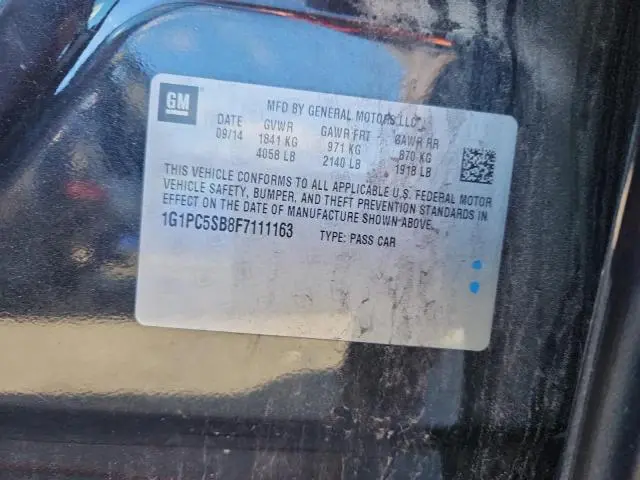 GM
MFD BY GENERAL MOTORS LLC
DATE GVWR GAWR FRT GAWR RR
09/14 1841 KG 971 KG 870 KG
4058 LB 2140 LB 1918 LB
THIS VEHICLE CONFORMS TO ALL APPLICABLE U.S. FEDERAL MOTOR
VEHICLE SAFETY, BUMPER, AND THEFT PREVENTION STANDARDS IN
EFFECT ON THE DATE OF MANUFACTURE SHOWN ABOVE.
1G1PC5SB8F7111163 TYPE: PASS CAR